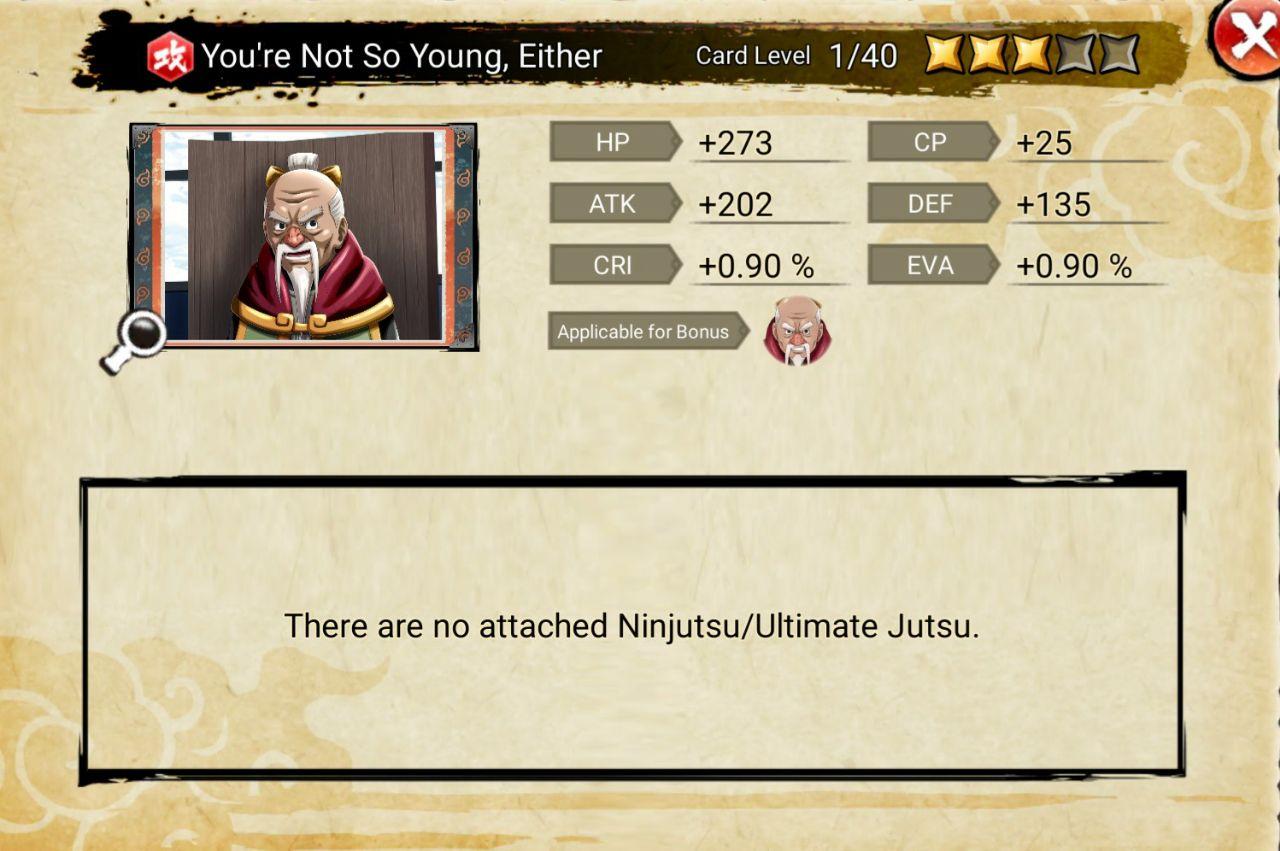 攻 You're Not So Young, Either Card Level 1/40
HP +273 CP +25
ATK +202 DEF +135
CRI +0.90 % EVA +0.90 %
Applicable for Bonus
There are no attached Ninjutsu/Ultimate Jutsu.